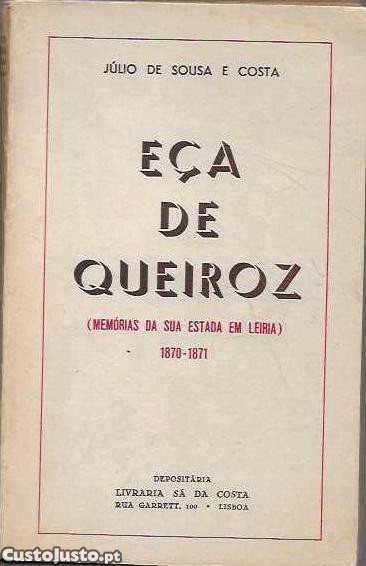 JÚLIO DE SOUSA E COSTA
EÇA
DE
QUEIROZ
(MEMÓRIAS DA SUA ESTADA EM LEIRIA)
1870-1871
DEPOSITÁRIA
LIVRARIA SÁ DA COSTA
RUA GARRETT, 100 • LISBOA
CustoJusto.pt